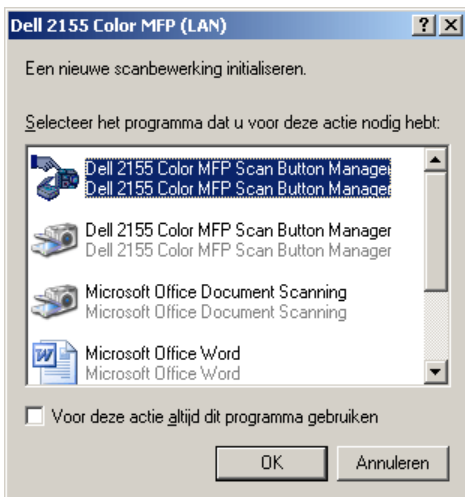 Dell 2155 Color MFP (LAN)
Een nieuwe scanbewerking initialiseren.
Selecteer het programma dat u voor deze actie nodig hebt:
Dell 2155 Color MFP Scan Button Manager
Dell 2155 Color MFP Scan Button Manager
Dell 2155 Color MFP Scan Button Manager
Dell 2155 Color MFP Scan Button Manager
Microsoft Office Document Scanning
Microsoft Office Document Scanning
Microsoft Office Word
Microsoft Office Word
Voor deze actie altijd dit programma gebruiken
OK
Annuleren